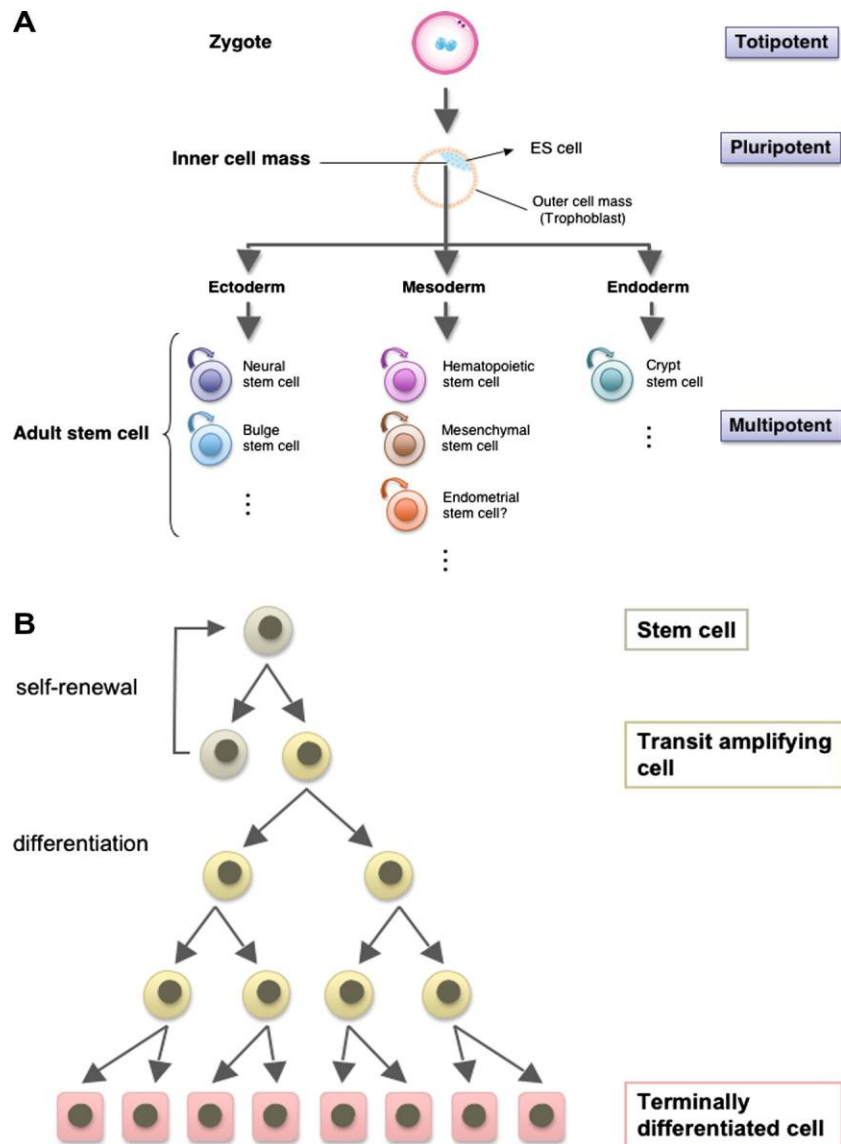 A
Zygote
Totipotent
Inner cell mass
ES cell
Pluripotent
Outer cell mass
(Trophoblast)
Ectoderm
Mesoderm
Endoderm
Adult stem cell
Neural
stem cell
Hematopoietic
stem cell
Crypt
stem cell
Bulge
stem cell
Mesenchymal
stem cell
Multipotent
Endometrial
stem cell?
B
Stem cell
self-renewal
Transit amplifying
cell
differentiation
Terminally
differentiated cell